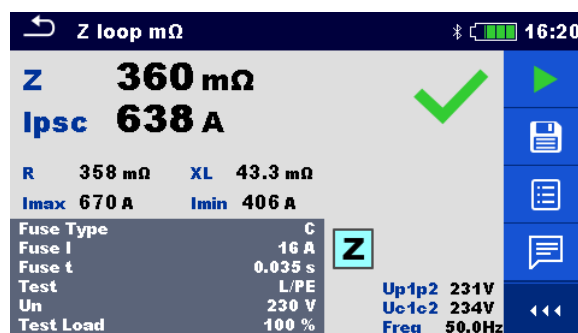 Z loop mΩ 16:20
Z 360 mΩ
Ipsc 638 A
R 358 mΩ XL 43.3 mΩ
Imax 670 A Imin 406 A
Fuse Type C
Fuse I 16 A
Fuse t 0.035 s
Test L/PE
Un 230 V
Test Load 100 %
Z
Up1p2 231V
Uc1c2 234V
Freq 50.0Hz